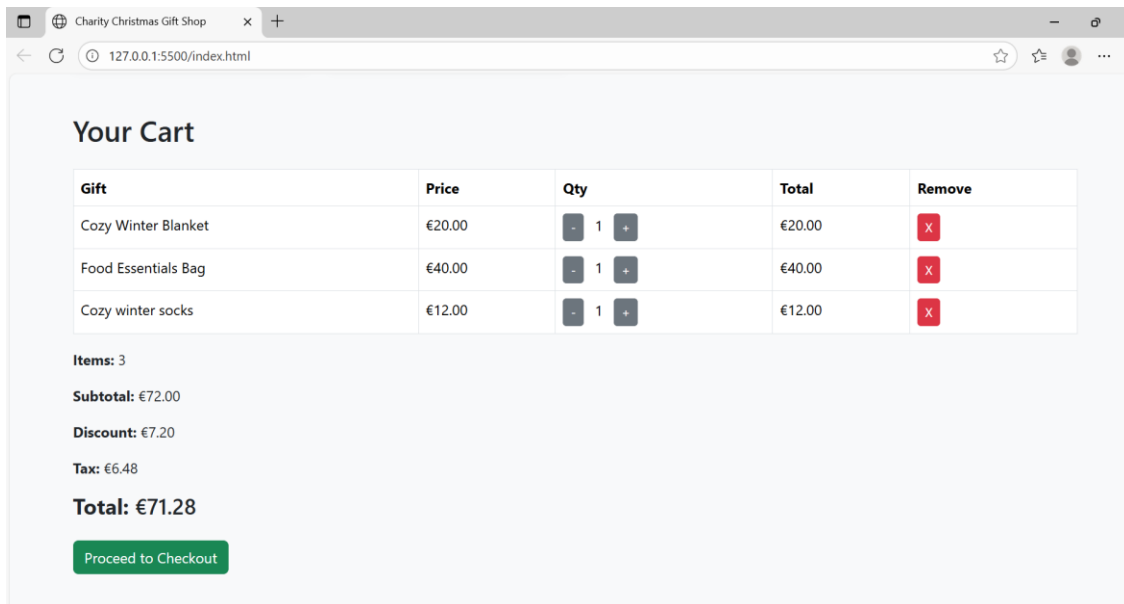 Charity Christmas Gift Shop
127.0.0.1:5500/index.html
Your Cart
Gift Price Qty Total Remove
Cozy Winter Blanket €20.00 - 1 + €20.00 X
Food Essentials Bag €40.00 - 1 + €40.00 X
Cozy winter socks €12.00 - 1 + €12.00 X
Items: 3
Subtotal: €72.00
Discount: €7.20
Tax: €6.48
Total: €71.28
Proceed to Checkout